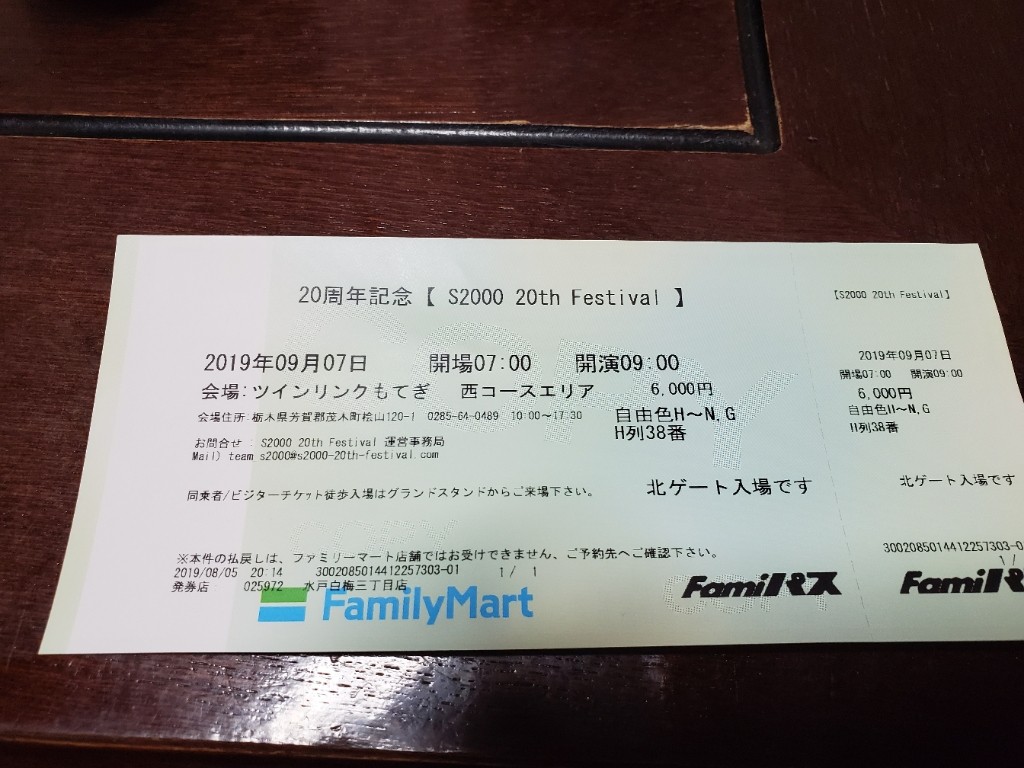 20周年記念【 S2000 20th Festival 】
2019年09月07日 開場07:00 開演09:00
会場:ツインリンクもてぎ 西コースエリア 6,000円
会場住所:栃木県芳賀郡茂木町桧山120-1 0285-64-0489 10:00～17:30
自由色H～N,G
H列38番
お問合せ : S2000 20th Festival 運営事務局
Mail) team s2000@s2000-20th-festival.com
同乗者/ビジターチケット徒歩入場はグランドスタンドからご来場下さい。
北ゲート入場です
※本件の払戻しは、ファミリーマート店舗ではお受けできません、ご予約先へご確認下さい。
2019/08/05 20:14 3002085014412257303-01 1/ 1
発券店 025972 水戸白梅三丁目店
FamilyMart
Famiパス
【S2000 20th Festival】
2019年09月07日
開場07:00 開演09:00
6,000円
自由色H～N,G
H列38番
北ゲート入場です
3002085014412257303-0
1/
Famiパ
COPY